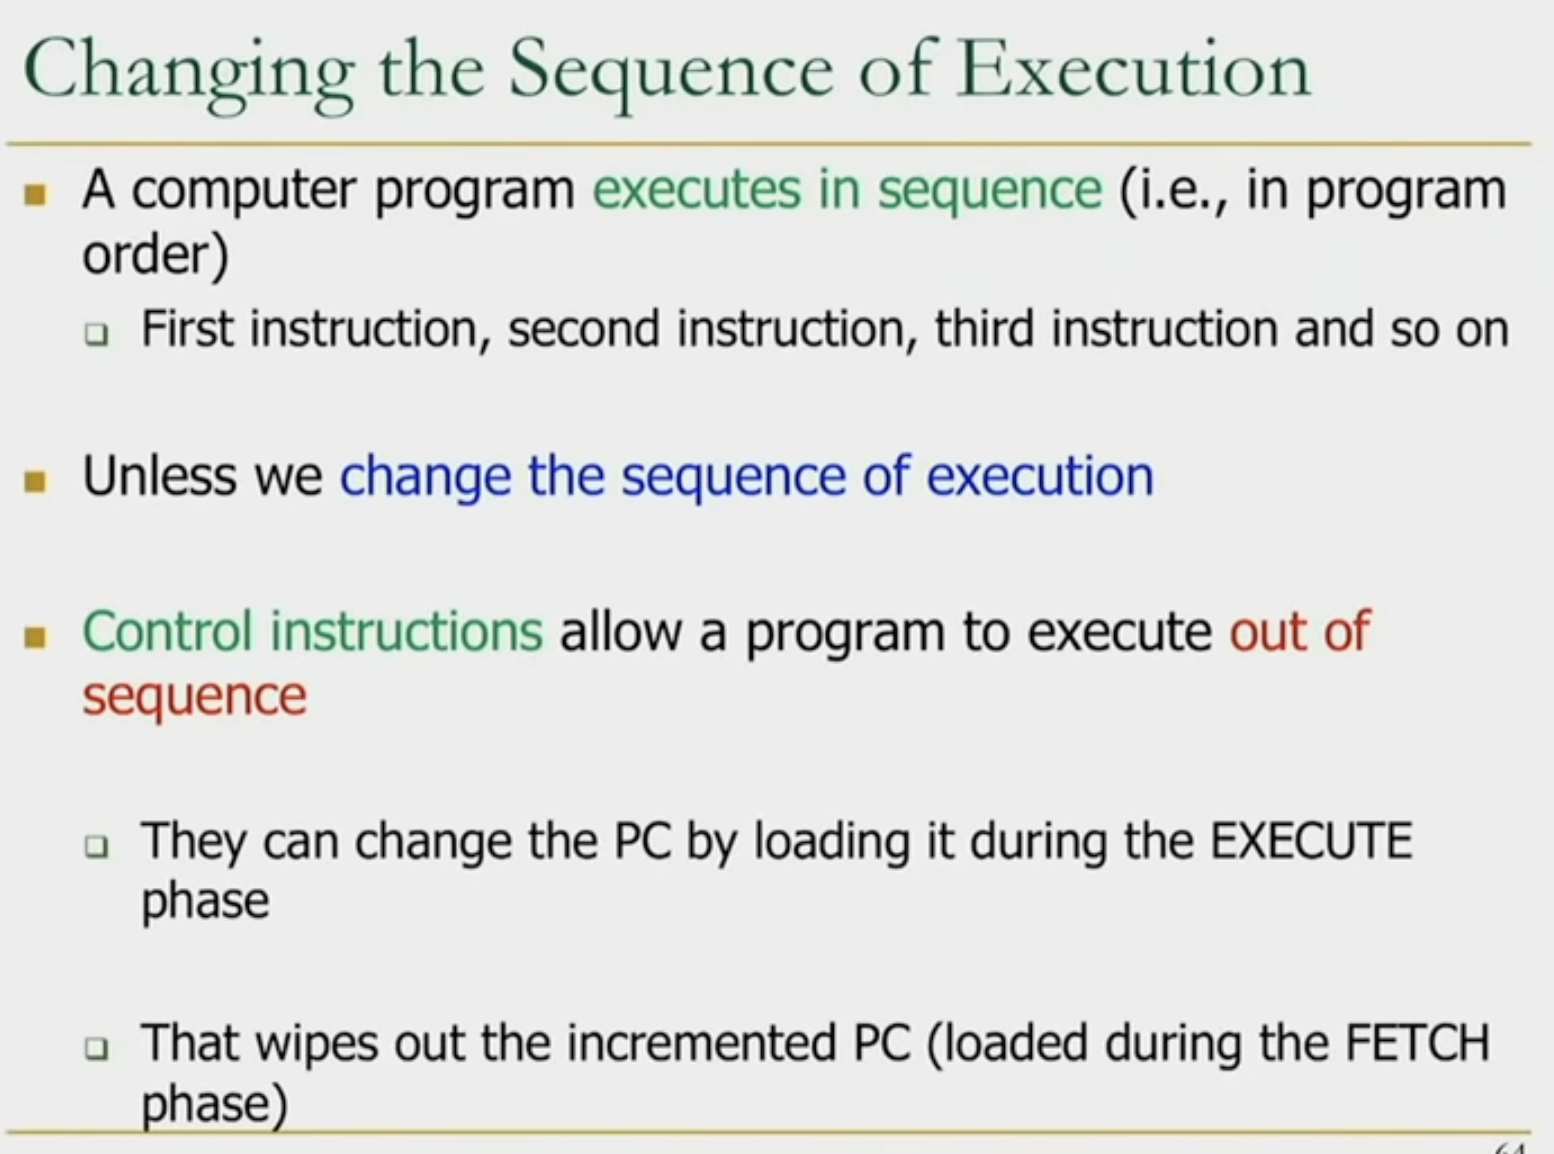 Changing the Sequence of Execution
A computer program executes in sequence (i.e., in program
order)
First instruction, second instruction, third instruction and so on
Unless we change the sequence of execution
Control instructions allow a program to execute out of
sequence
They can change the PC by loading it during the EXECUTE
phase
That wipes out the incremented PC (loaded during the FETCH
phase)